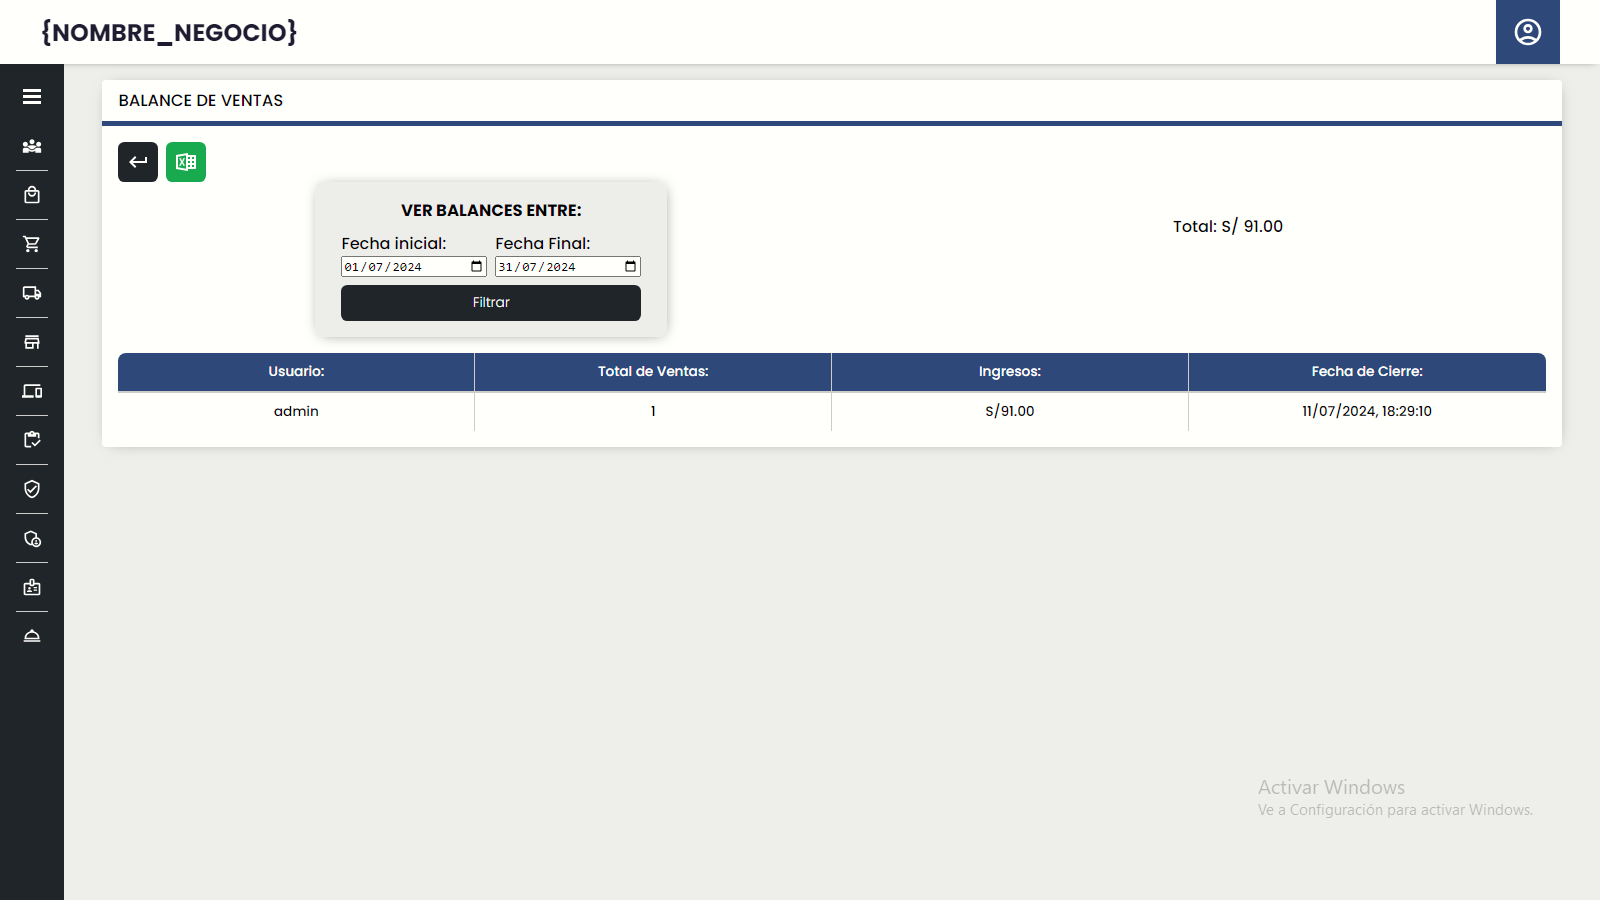 {NOMBRE_NEGOCIO}
BALANCE DE VENTAS
VER BALANCES ENTRE:
Fecha inicial: Fecha Final:
01/07/2024 31/07/2024
Filtrar
Total: S/ 91.00
Usuario: Total de Ventas: Ingresos: Fecha de Cierre:
admin 1 S/91.00 11/07/2024, 18:29:10
Activar Windows
Ve a Configuración para activar Windows.